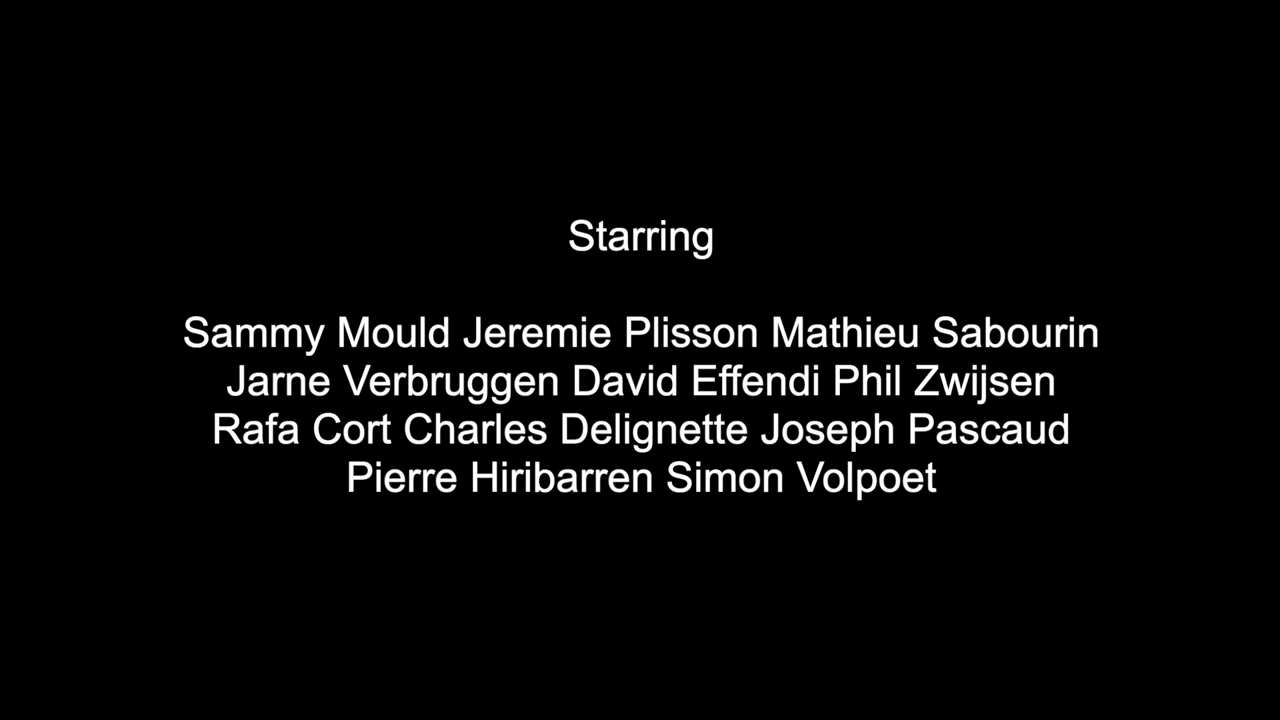 Starring
Sammy Mould Jeremie Plisson Mathieu Sabourin
Jarne Verbruggen David Effendi Phil Zwijsen
Rafa Cort Charles Delignette Joseph Pascaud
Pierre Hiribarren Simon Volpoet